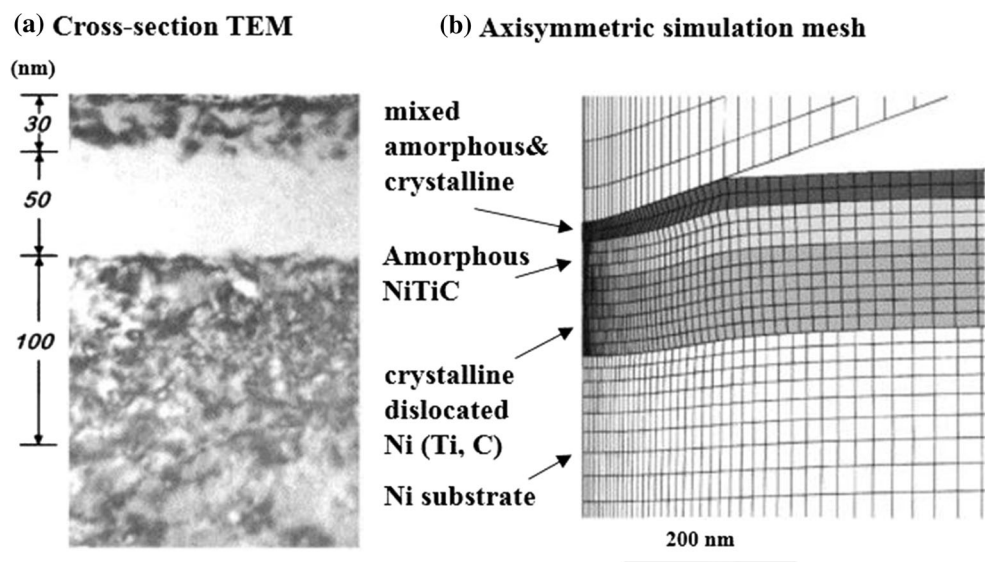 (a) Cross-section TEM
(nm)
30
50
100
(b) Axisymmetric simulation mesh
mixed
amorphous&
crystalline
Amorphous
NiTiC
crystalline
dislocated
Ni (Ti, C)
Ni substrate
200 nm